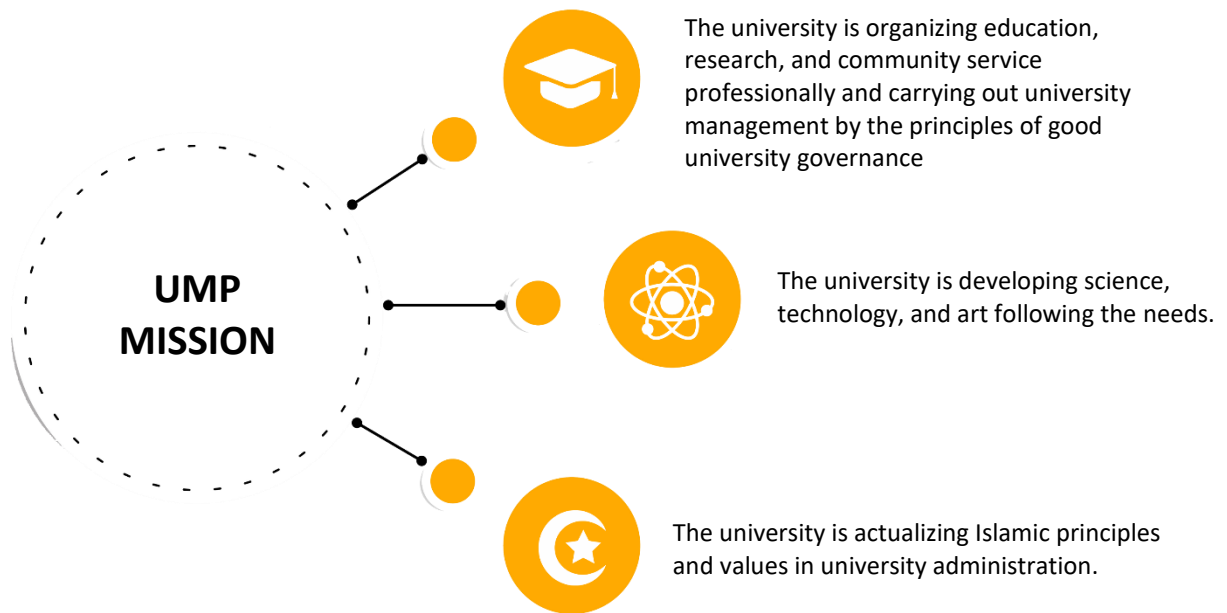 The university is organizing education,
research, and community service
professionally and carrying out university
management by the principles of good
university governance
UMP
MISSION
The university is developing science,
technology, and art following the needs.
The university is actualizing Islamic principles
and values in university administration.